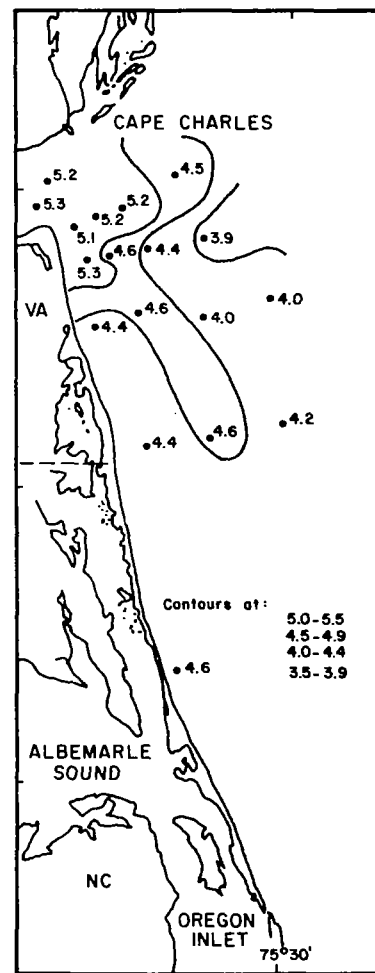 CAPE CHARLES
4.5
5.2
5.3
5.2
5.2
5.1
3.9
4.6
4.4
5.3
4.0
VA
4.6
4.0
4.4
4.2
4.6
4.4
Contours at:
5.0-5.5
4.5-4.9
4.0-4.4
3.5-3.9
4.6
ALBEMARLE
SOUND
NC
OREGON
INLET
75°30'